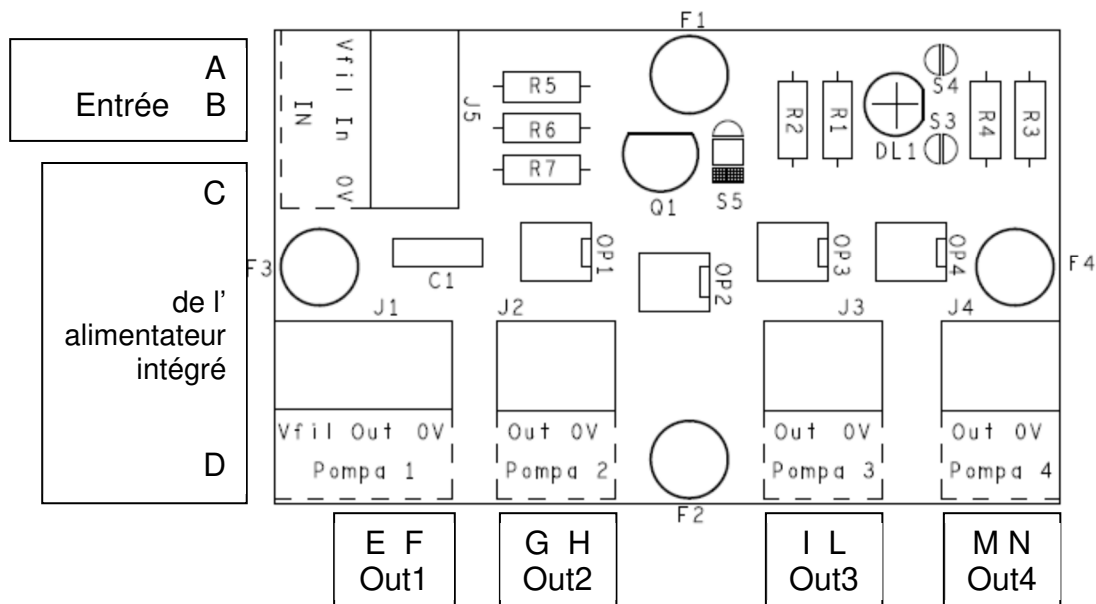 A
Entrée B
C
de l'
alimentateur
intégré
D
IN
Vfil In 0V
J5
R5
R6
R7
F1
Q1
S5
R2
R1
DL1
S4
S3
R4
R3
F3
C1
OP1
OP2
OP3
OP4
F4
J1
J2
J3
J4
Vfil Out 0V
Pompa 1
Out 0V
Pompa 2
Out 0V
Pompa 3
Out 0V
Pompa 4
F2
E F
Out1
G H
Out2
I L
Out3
M N
Out4